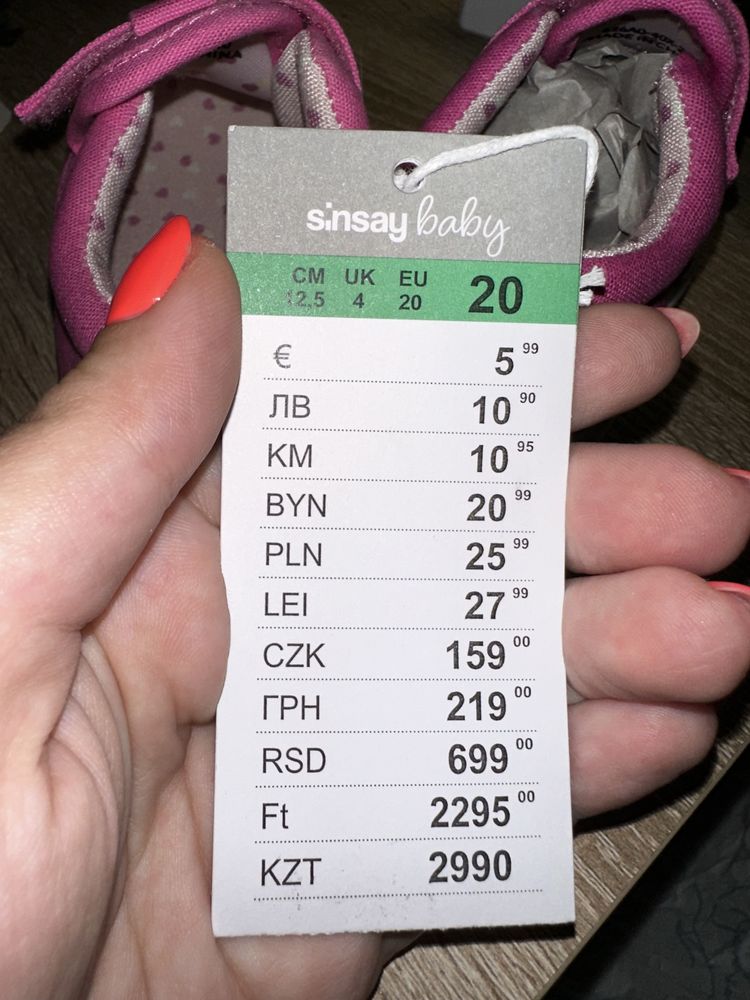 sinsay baby
CM UK EU 20
12,5 4 20
€ 5 99
ЛВ 10 90
KM 10 95
BYN 20 99
PLN 25 99
LEI 27 99
CZK 159 00
ГРН 219 00
RSD 699 00
Ft 2295 00
KZT 2990